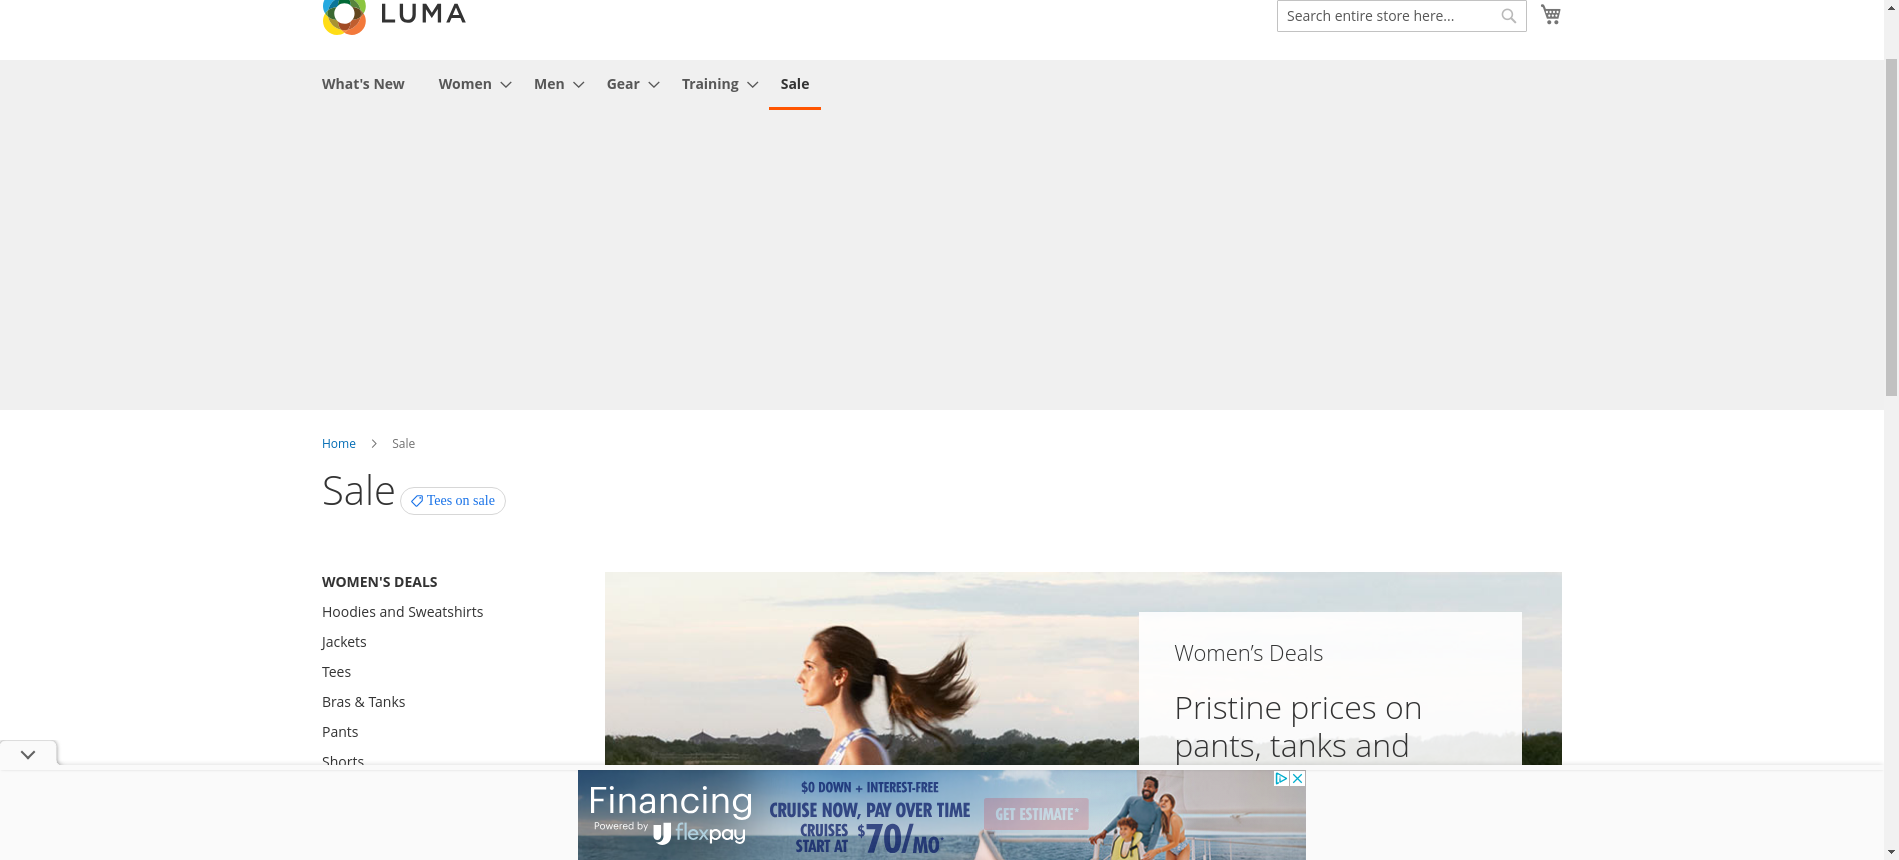 LUMA
Search entire store here...
What's New
Women
Men
Gear
Training
Sale
Home
Sale
Sale
Tees on sale
WOMEN'S DEALS
Hoodies and Sweatshirts
Jackets
Tees
Bras & Tanks
Pants
Shorts
Women’s Deals
Pristine prices on
pants, tanks and
Financing
Powered by flexpay
$0 DOWN + INTEREST-FREE
CRUISE NOW, PAY OVER TIME
CRUISES
START AT
$70/MO*
GET ESTIMATE*